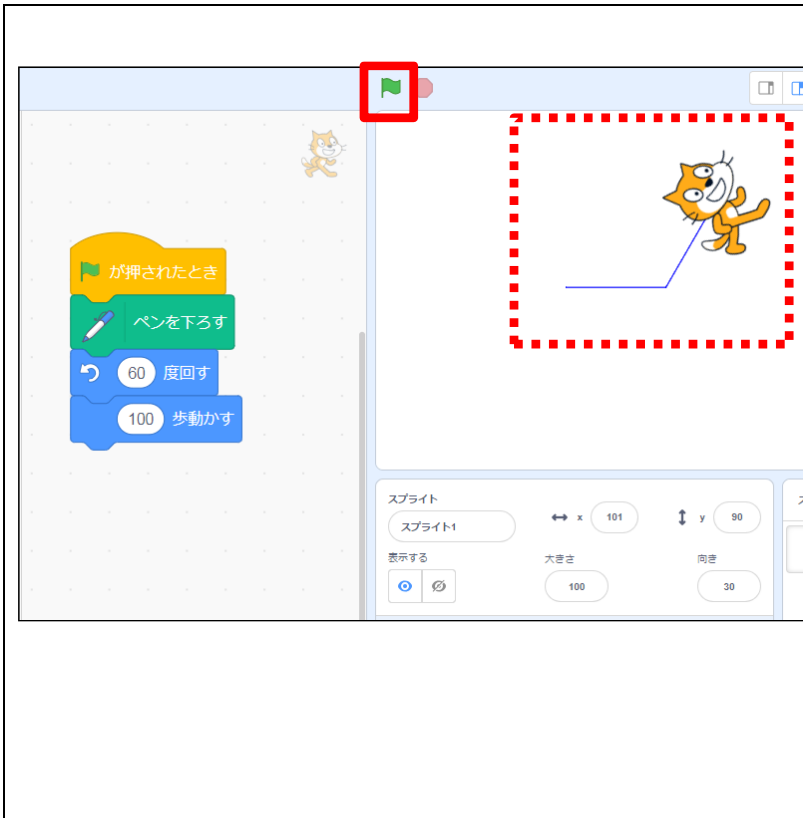 が押されたとき
ペンを下ろす
60 度回す
100 歩動かす
スプライト
スプライト1
x 101
y 90
表示する
大きさ
100
向き
30